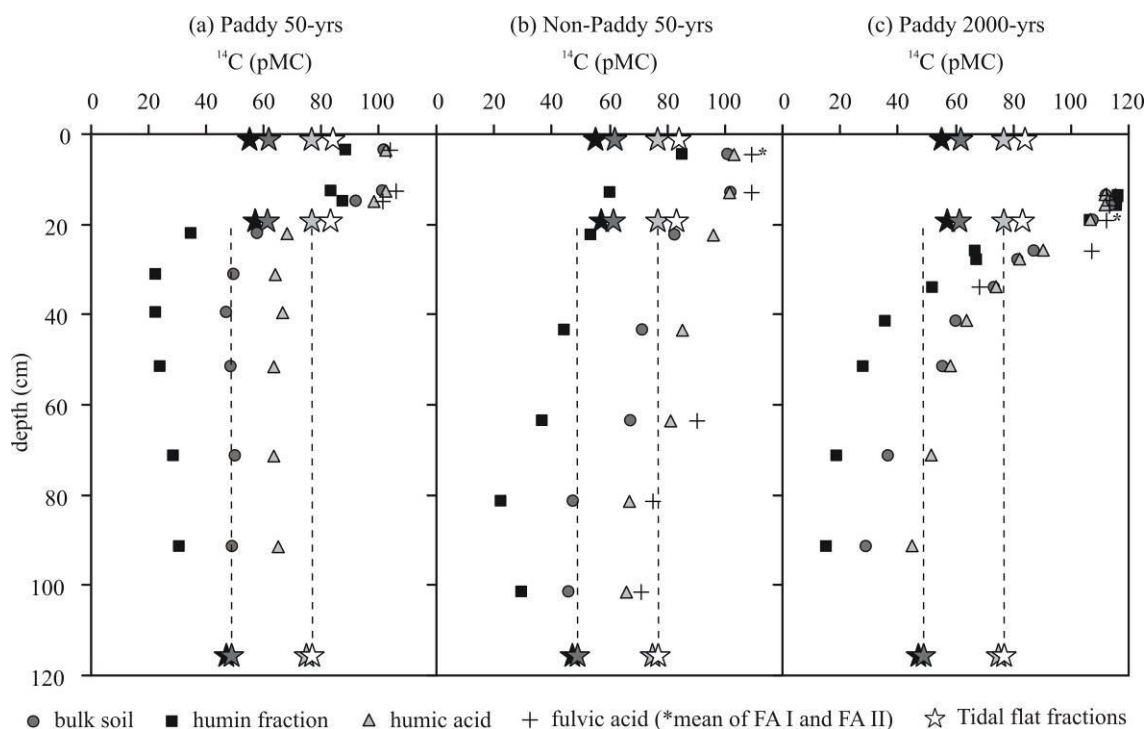 (a) Paddy 50-yrs (b) Non-Paddy 50-yrs (c) Paddy 2000-yrs
¹⁴C (pMC) ¹⁴C (pMC) ¹⁴C (pMC)
0 20 40 60 80 100 0 20 40 60 80 100 0 20 40 60 80 100 120
0
*
20
*
40
depth (cm)
60
80
100
120
bulk soil humin fraction humic acid fulvic acid (*mean of FA I and FA II) Tidal flat fractions